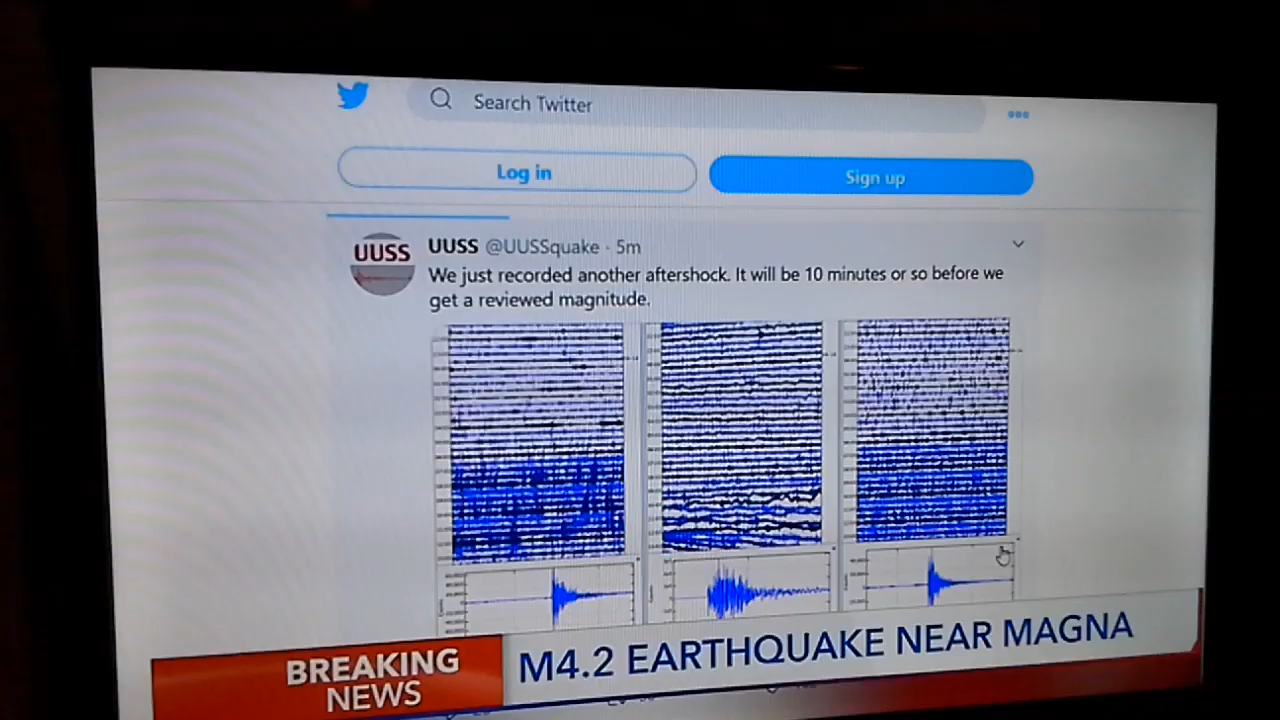 Search Twitter
Log in
Sign up
UUSS
UUSS @UUSSquake · 5m
We just recorded another aftershock. It will be 10 minutes or so before we
get a reviewed magnitude.
BREAKING
NEWS
M4.2 EARTHQUAKE NEAR MAGNA